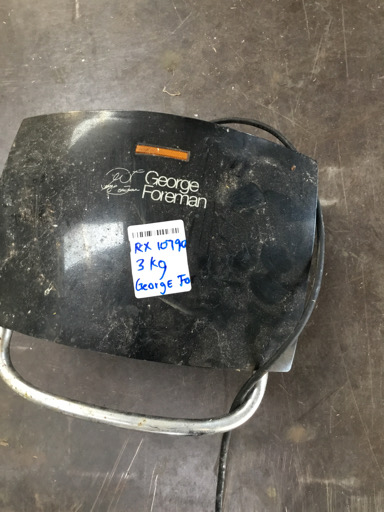 George
Foreman
RX 10790
3 kg
George Fo